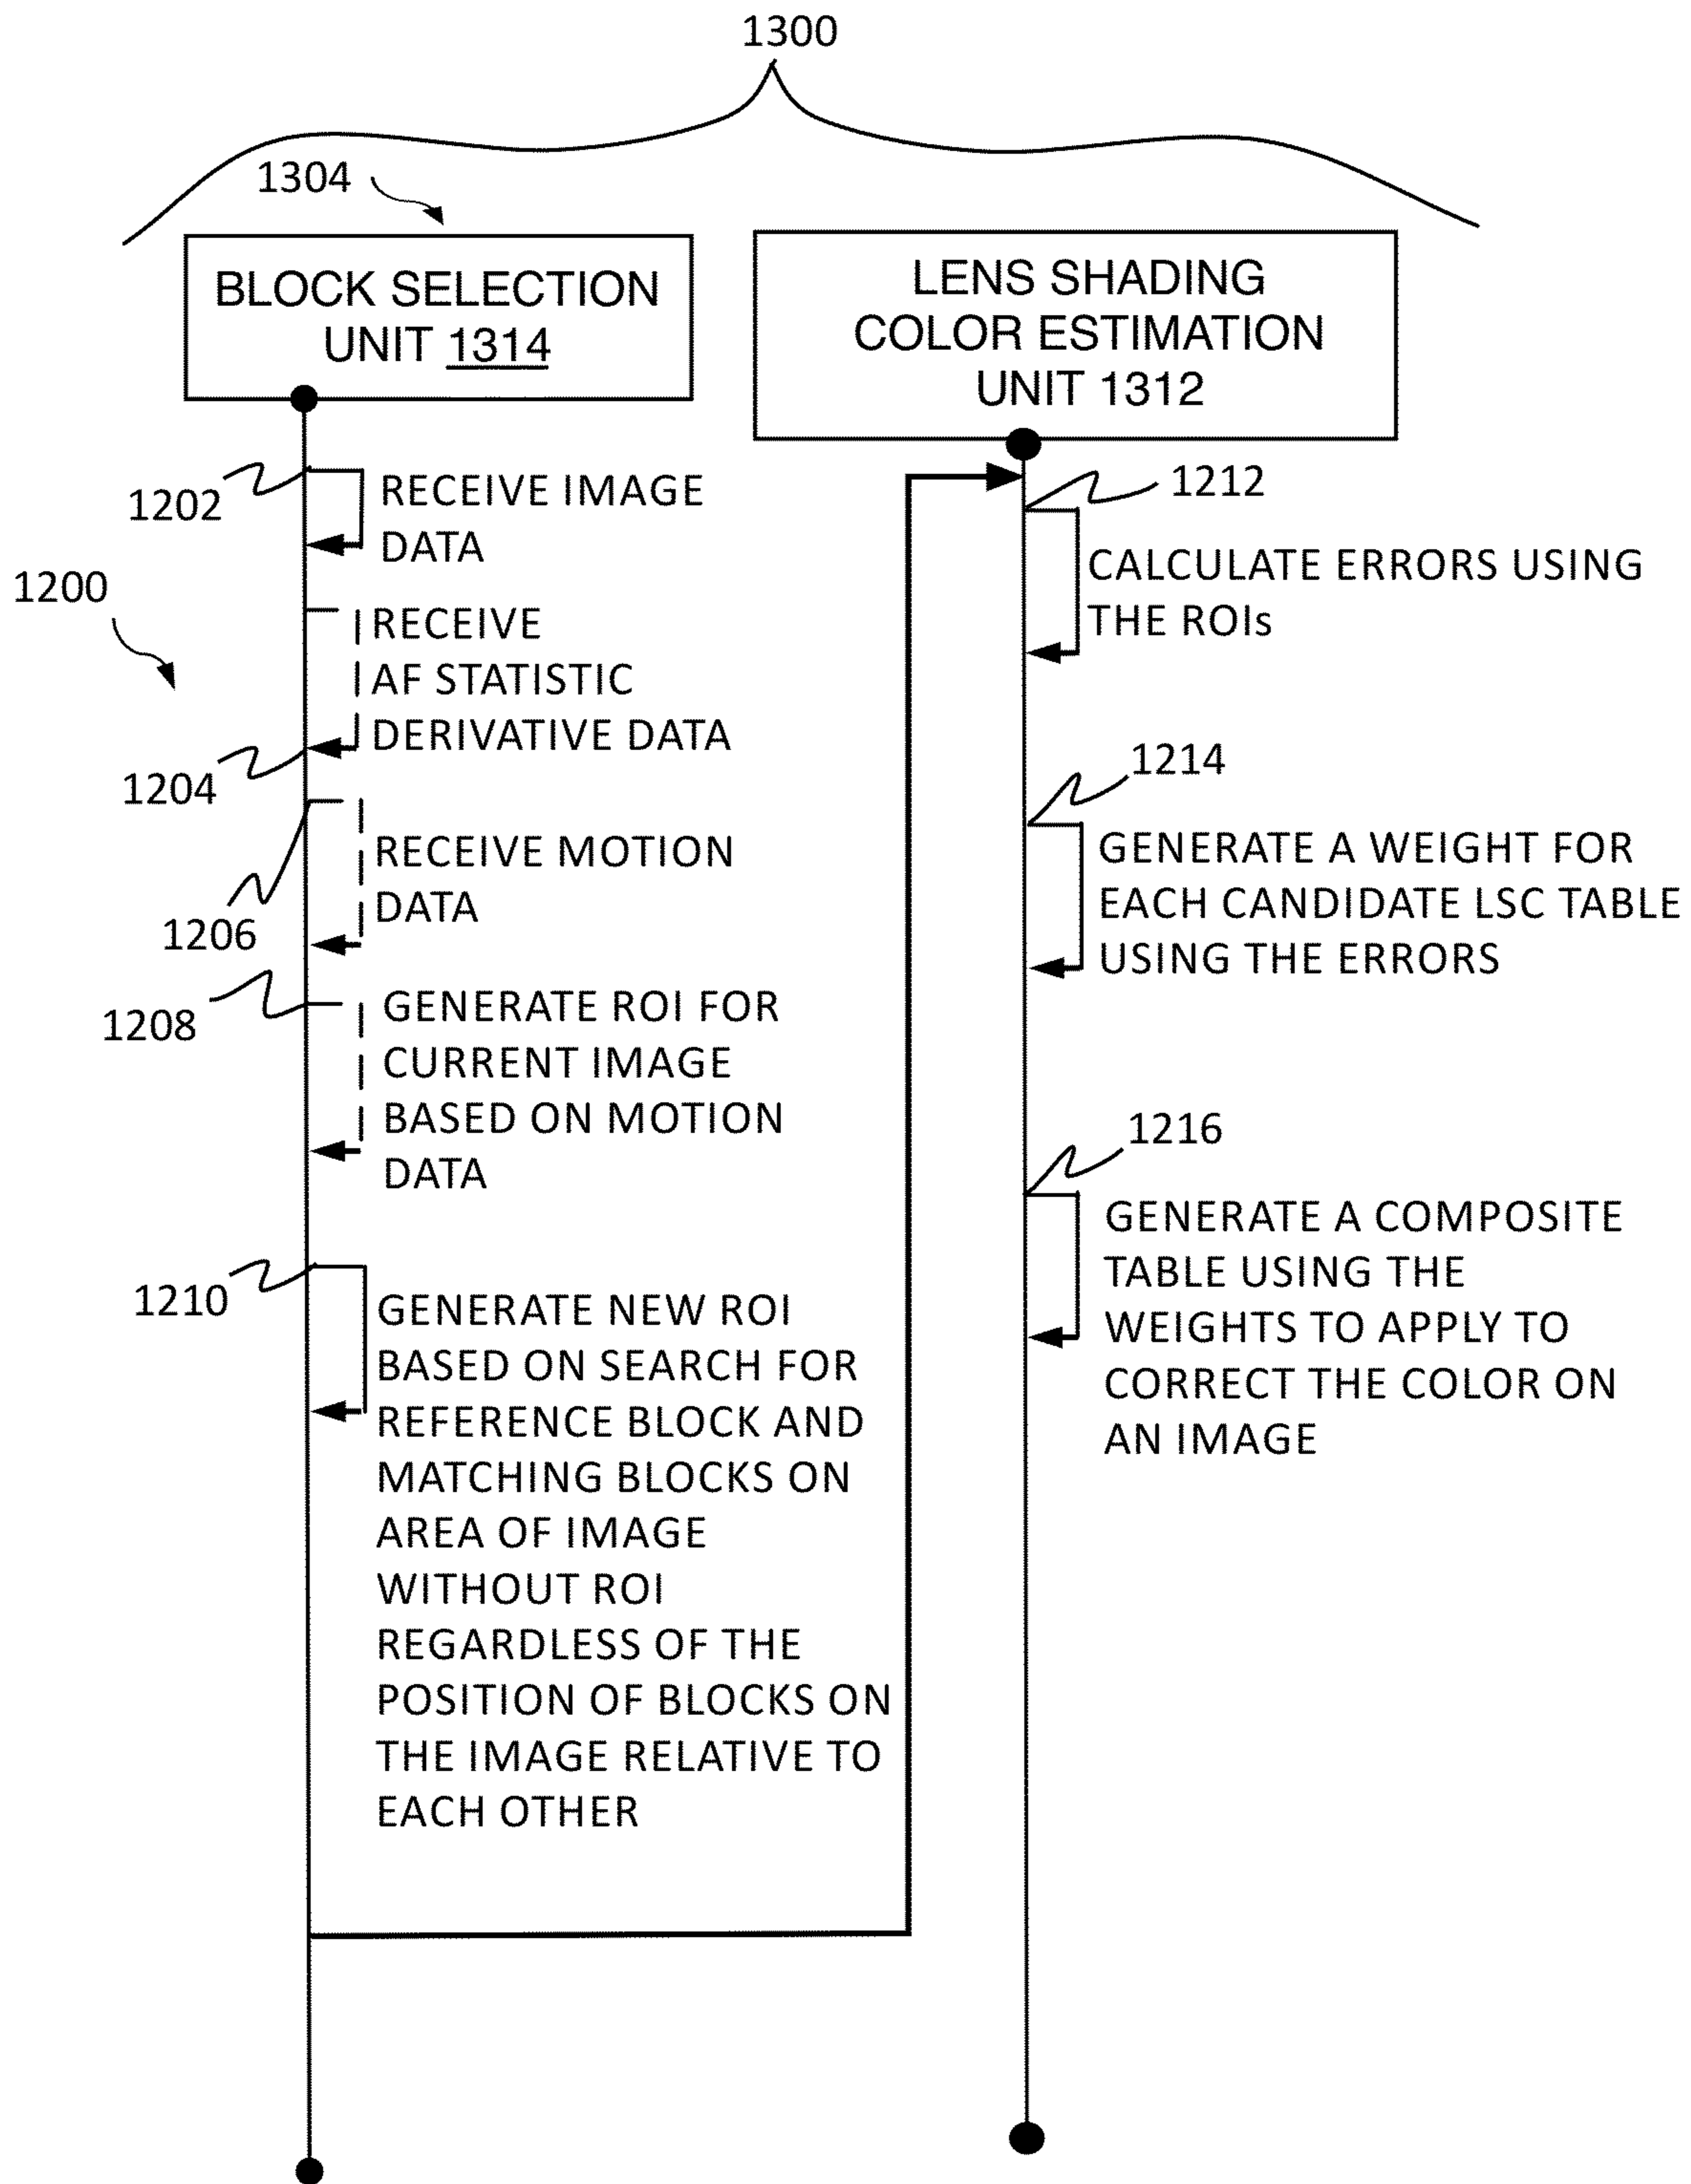 1300
1304
BLOCK SELECTION
UNIT 1314
LENS SHADING
COLOR ESTIMATION
UNIT 1312
1200
1202
RECEIVE IMAGE
DATA
RECEIVE
AF STATISTIC
DERIVATIVE DATA
1204
RECEIVE MOTION
DATA
1206
1208
GENERATE ROI FOR
CURRENT IMAGE
BASED ON MOTION
DATA
1210
GENERATE NEW ROI
BASED ON SEARCH FOR
REFERENCE BLOCK AND
MATCHING BLOCKS ON
AREA OF IMAGE
WITHOUT ROI
REGARDLESS OF THE
POSITION OF BLOCKS ON
THE IMAGE RELATIVE TO
EACH OTHER
1212
CALCULATE ERRORS USING
THE ROIs
1214
GENERATE A WEIGHT FOR
EACH CANDIDATE LSC TABLE
USING THE ERRORS
1216
GENERATE A COMPOSITE
TABLE USING THE
WEIGHTS TO APPLY TO
CORRECT THE COLOR ON
AN IMAGE